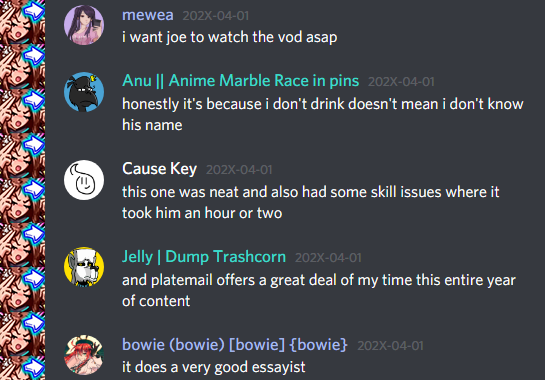 mewea 202X-04-01
i want joe to watch the vod asap
Anu || Anime Marble Race in pins 202X-04-01
honestly it's because i don't drink doesn't mean i don't know
his name
Cause Key 202X-04-01
this one was neat and also had some skill issues where it
took him an hour or two
Jelly | Dump Trashcorn 202X-04-01
and platemail offers a great deal of my time this entire year
of content
bowie (bowie) [bowie] {bowie} 202X-04-01
it does a very good essayist